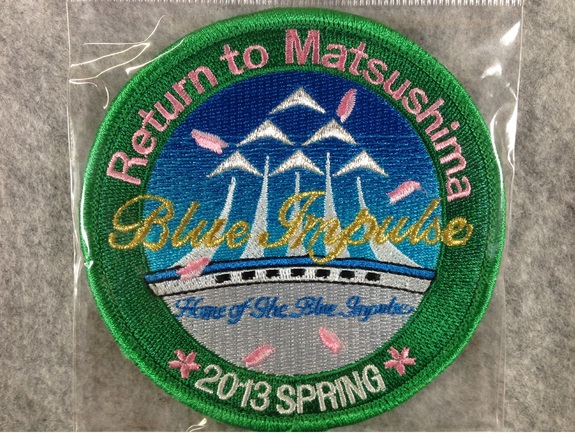 Return to Matsushima
Blue Impulse
Home of The Blue Impulse
2013 SPRING